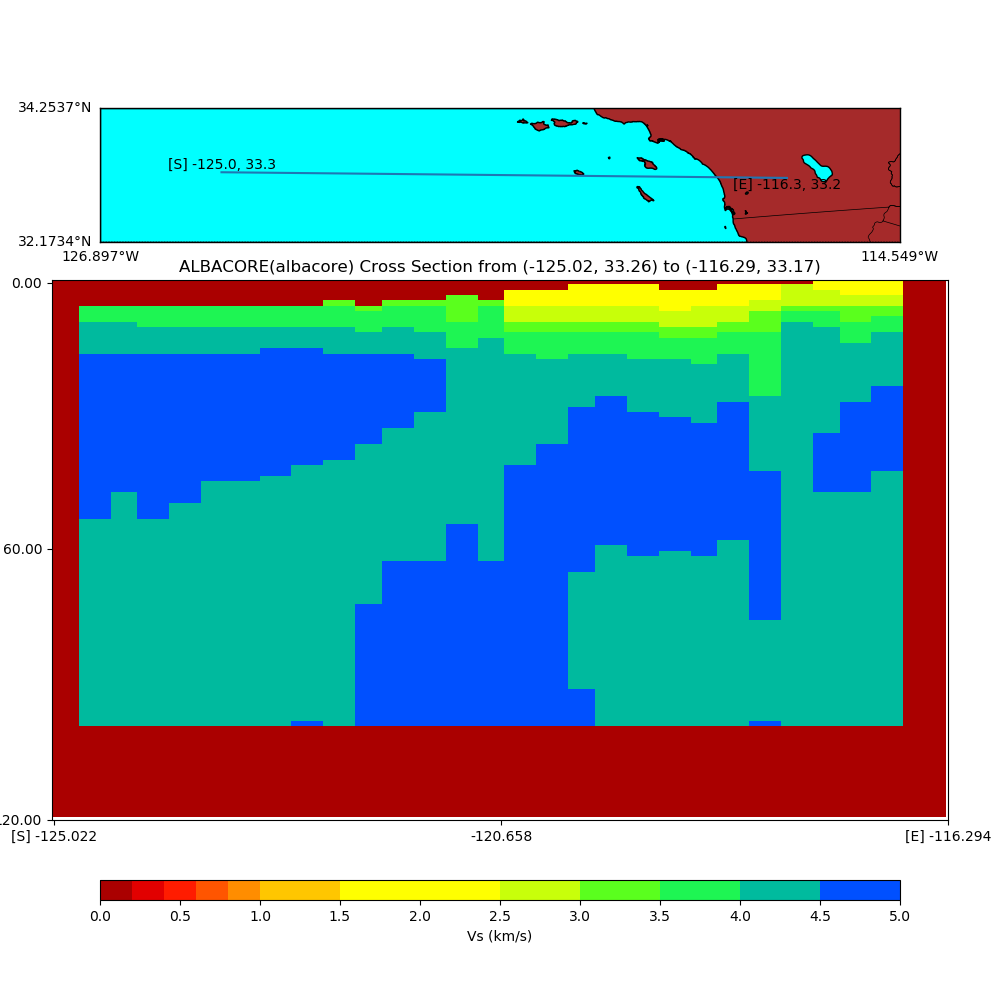 34.2537°N
[S] -125.0, 33.3
[E] -116.3, 33.2
32.1734°N
126.897°W 114.549°W
ALBACORE(albacore) Cross Section from (-125.02, 33.26) to (-116.29, 33.17)
0.00
60.00
20.00
[S] -125.022 -120.658 [E] -116.294
0.0 0.5 1.0 1.5 2.0 2.5 3.0 3.5 4.0 4.5 5.0
Vs (km/s)